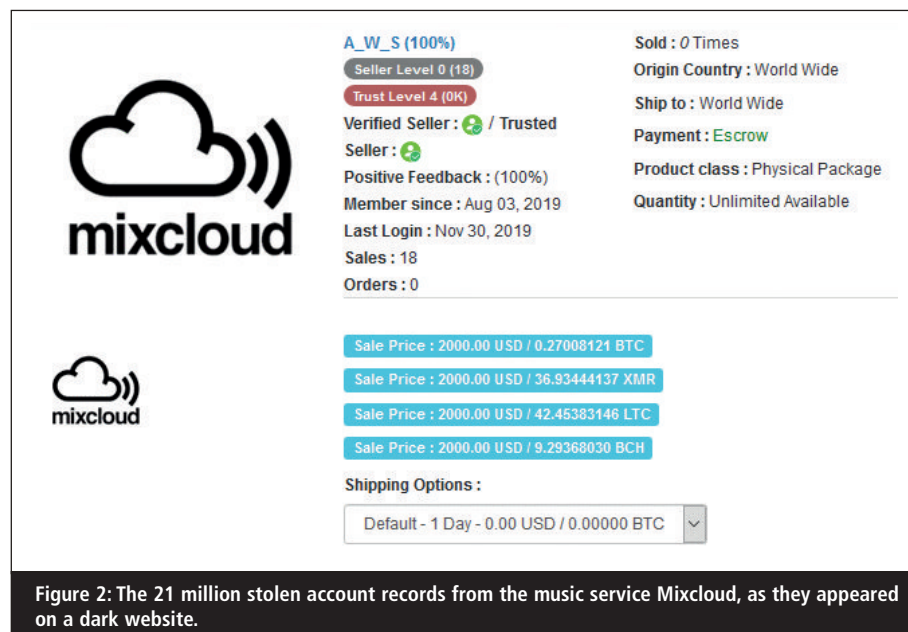 mixcloud
A_W_S (100%)
Seller Level 0 (18)
Trust Level 4 (0K)
Verified Seller : / Trusted
Seller :
Positive Feedback : (100%)
Member since : Aug 03, 2019
Last Login : Nov 30, 2019
Sales : 18
Orders : 0
Sold : 0 Times
Origin Country : World Wide
Ship to : World Wide
Payment : Escrow
Product class : Physical Package
Quantity : Unlimited Available
mixcloud
Sale Price : 2000.00 USD / 0.27008121 BTC
Sale Price : 2000.00 USD / 36.93444137 XMR
Sale Price : 2000.00 USD / 42.45383146 LTC
Sale Price : 2000.00 USD / 9.29368030 BCH
Shipping Options :
Default - 1 Day - 0.00 USD / 0.00000 BTC
Figure 2: The 21 million stolen account records from the music service Mixcloud, as they appeared
on a dark website.